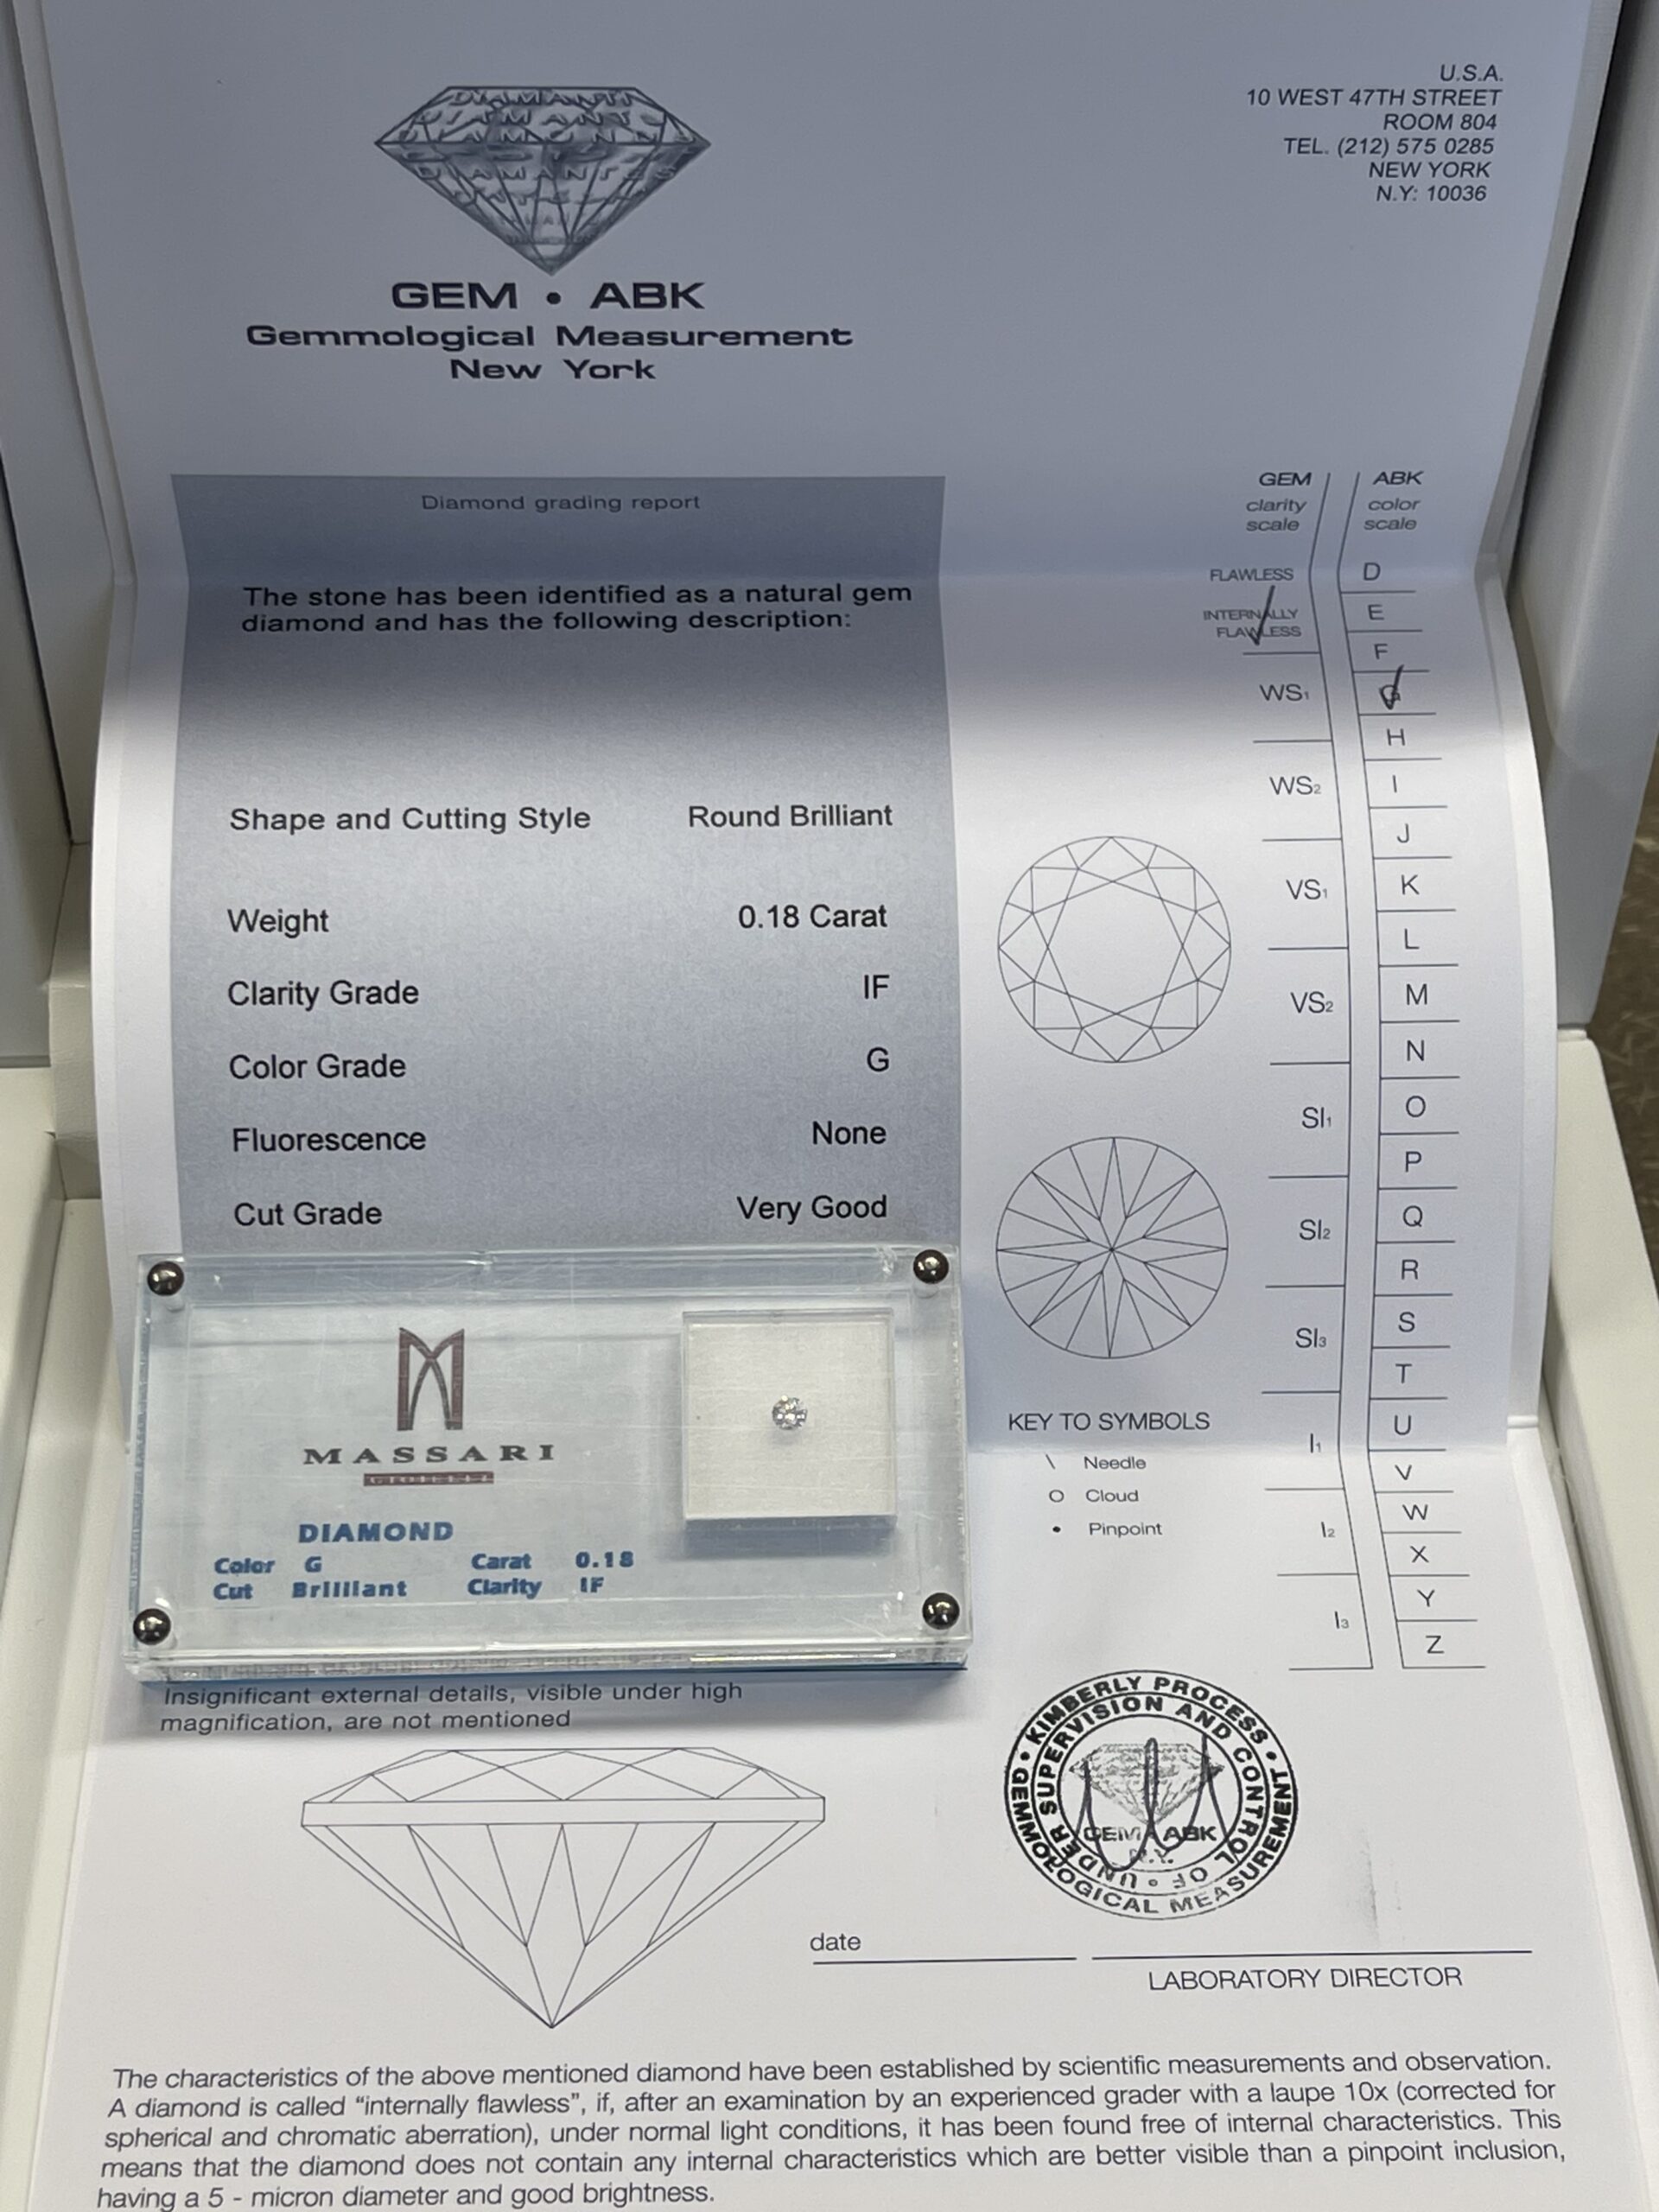 U.S.A.
10 WEST 47TH STREET
ROOM 804
TEL. (212) 575 0285
NEW YORK
N.Y: 10036
GEM • ABK
Gemmological Measurement
New York
Diamond grading report
The stone has been identified as a natural gem
diamond and has the following description:
Shape and Cutting Style Round Brilliant
Weight 0.18 Carat
Clarity Grade IF
Color Grade G
Fluorescence None
Cut Grade Very Good
GEM
clarity
scale
FLAWLESS
INTERNALLY
FLAWLESS
WS1
WS2
VS1
VS2
SI1
SI2
SI3
I1
I2
I3
ABK
color
scale
D
E
F
G
H
I
J
K
L
M
N
O
P
Q
R
S
T
U
V
W
X
Y
Z
KEY TO SYMBOLS
\ Needle
O Cloud
• Pinpoint
MASSARI
GIOIELLI
DIAMOND
Color G Carat 0.18
Cut Brilliant Clarity IF
Insignificant external details, visible under high
magnification, are not mentioned
• KIMBERLY PROCESS •
GEMMOLOGICAL MEASUREMENT
UNDER SUPERVISION AND CONTROL OF •
GEM ABK
N.Y.
date
LABORATORY DIRECTOR
The characteristics of the above mentioned diamond have been established by scientific measurements and observation.
A diamond is called “internally flawless”, if, after an examination by an experienced grader with a laupe 10x (corrected for
spherical and chromatic aberration), under normal light conditions, it has been found free of internal characteristics. This
means that the diamond does not contain any internal characteristics which are better visible than a pinpoint inclusion,
having a 5 - micron diameter and good brightness.